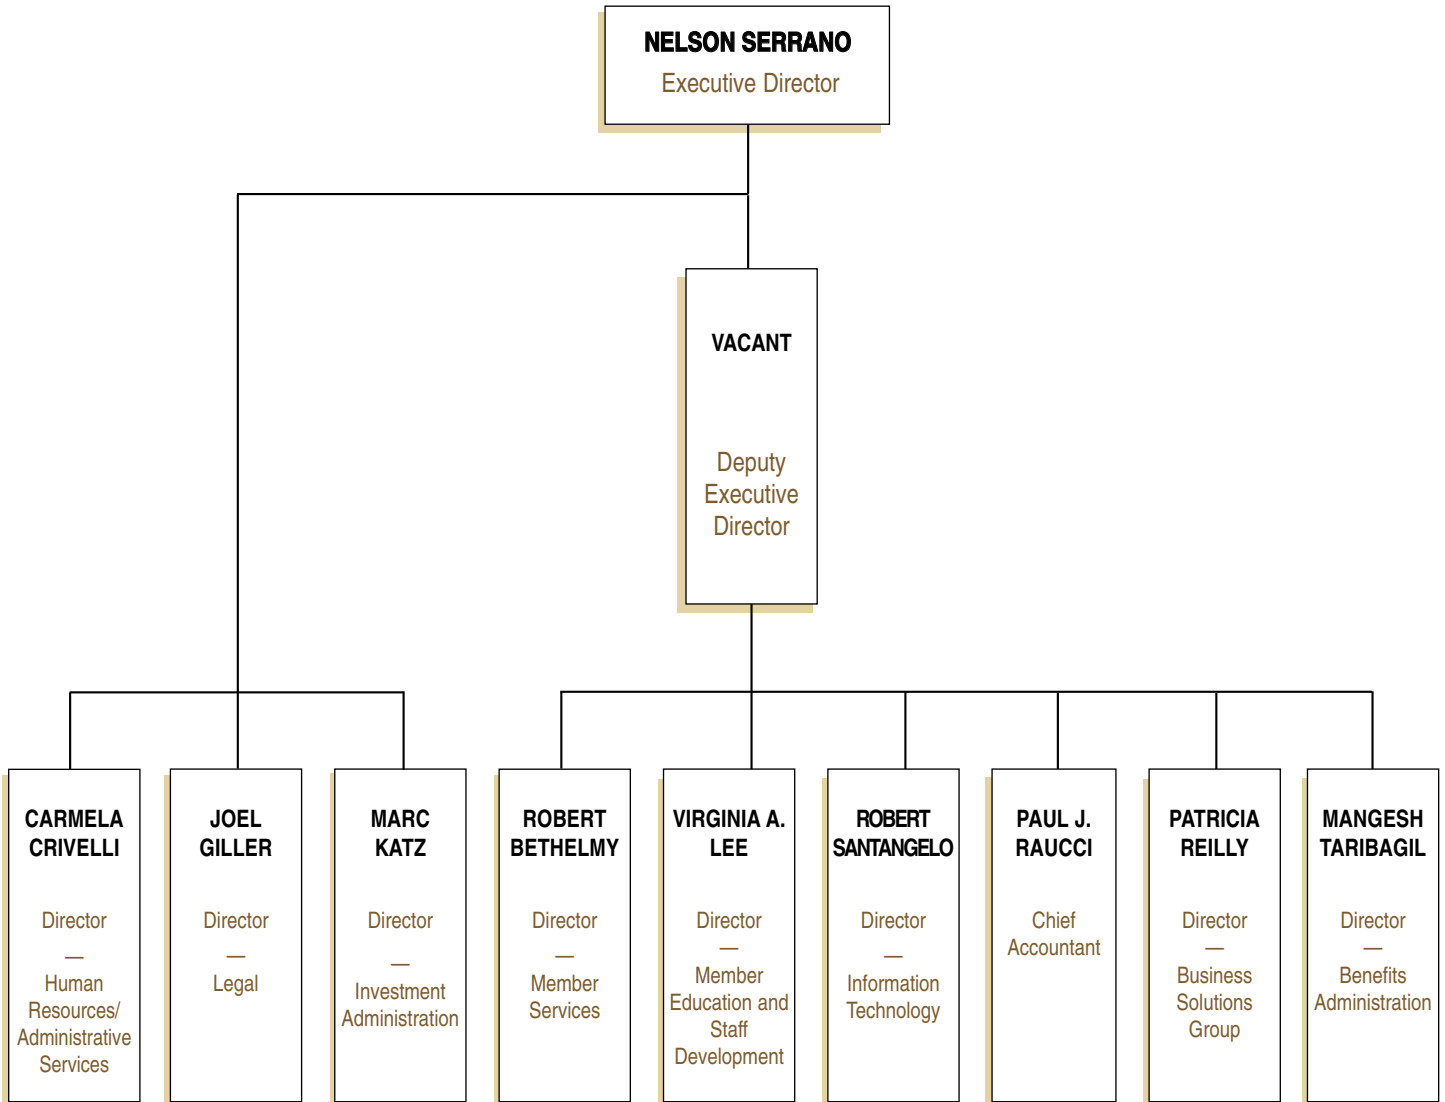 NELSON SERRANO
Executive Director
VACANT
Deputy
Executive
Director
CARMELA
CRIVELLI
Director
—
Human
Resources/
Administrative
Services
JOEL
GILLER
Director
—
Legal
MARC
KATZ
Director
—
Investment
Administration
ROBERT
BETHELMY
Director
—
Member
Services
VIRGINIA A.
LEE
Director
—
Member
Education and
Staff
Development
ROBERT
SANTANGELO
Director
—
Information
Technology
PAUL J.
RAUCCI
Chief
Accountant
PATRICIA
REILLY
Director
—
Business
Solutions
Group
MANGESH
TARIBAGIL
Director
—
Benefits
Administration